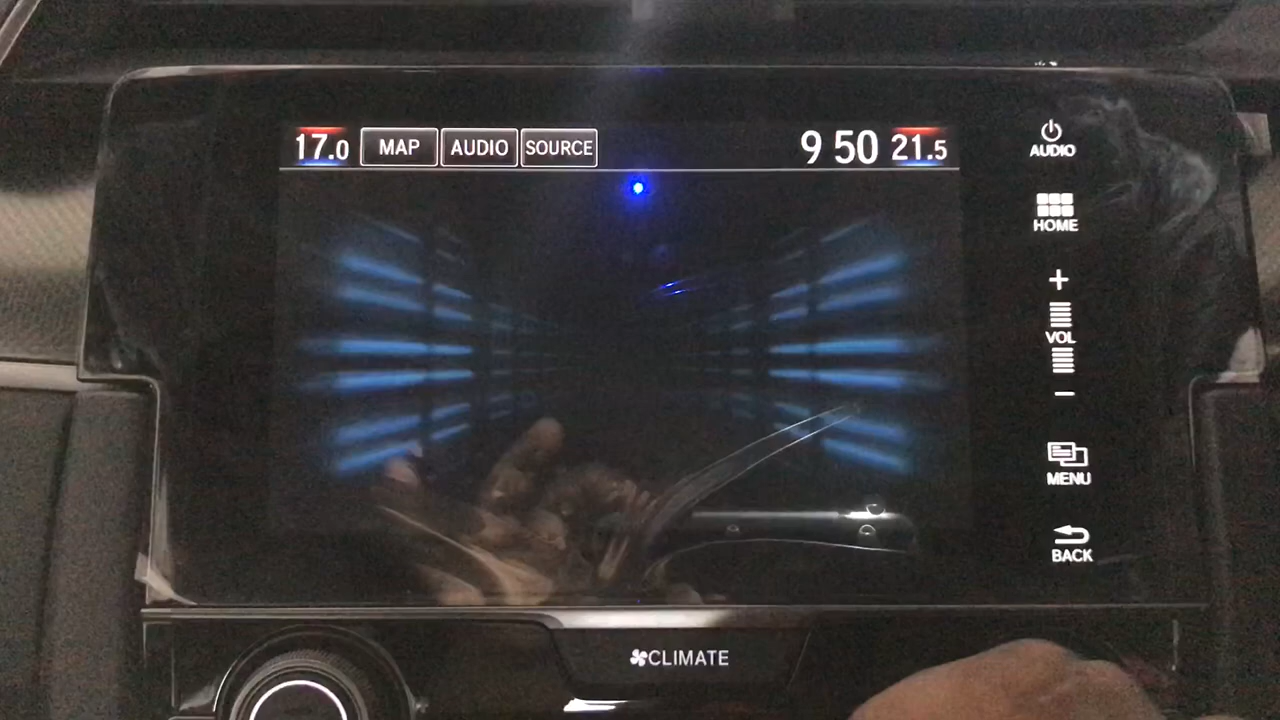 17.0 MAP AUDIO SOURCE 9 50 21.5
AUDIO
HOME
+
VOL
−
MENU
BACK
CLIMATE